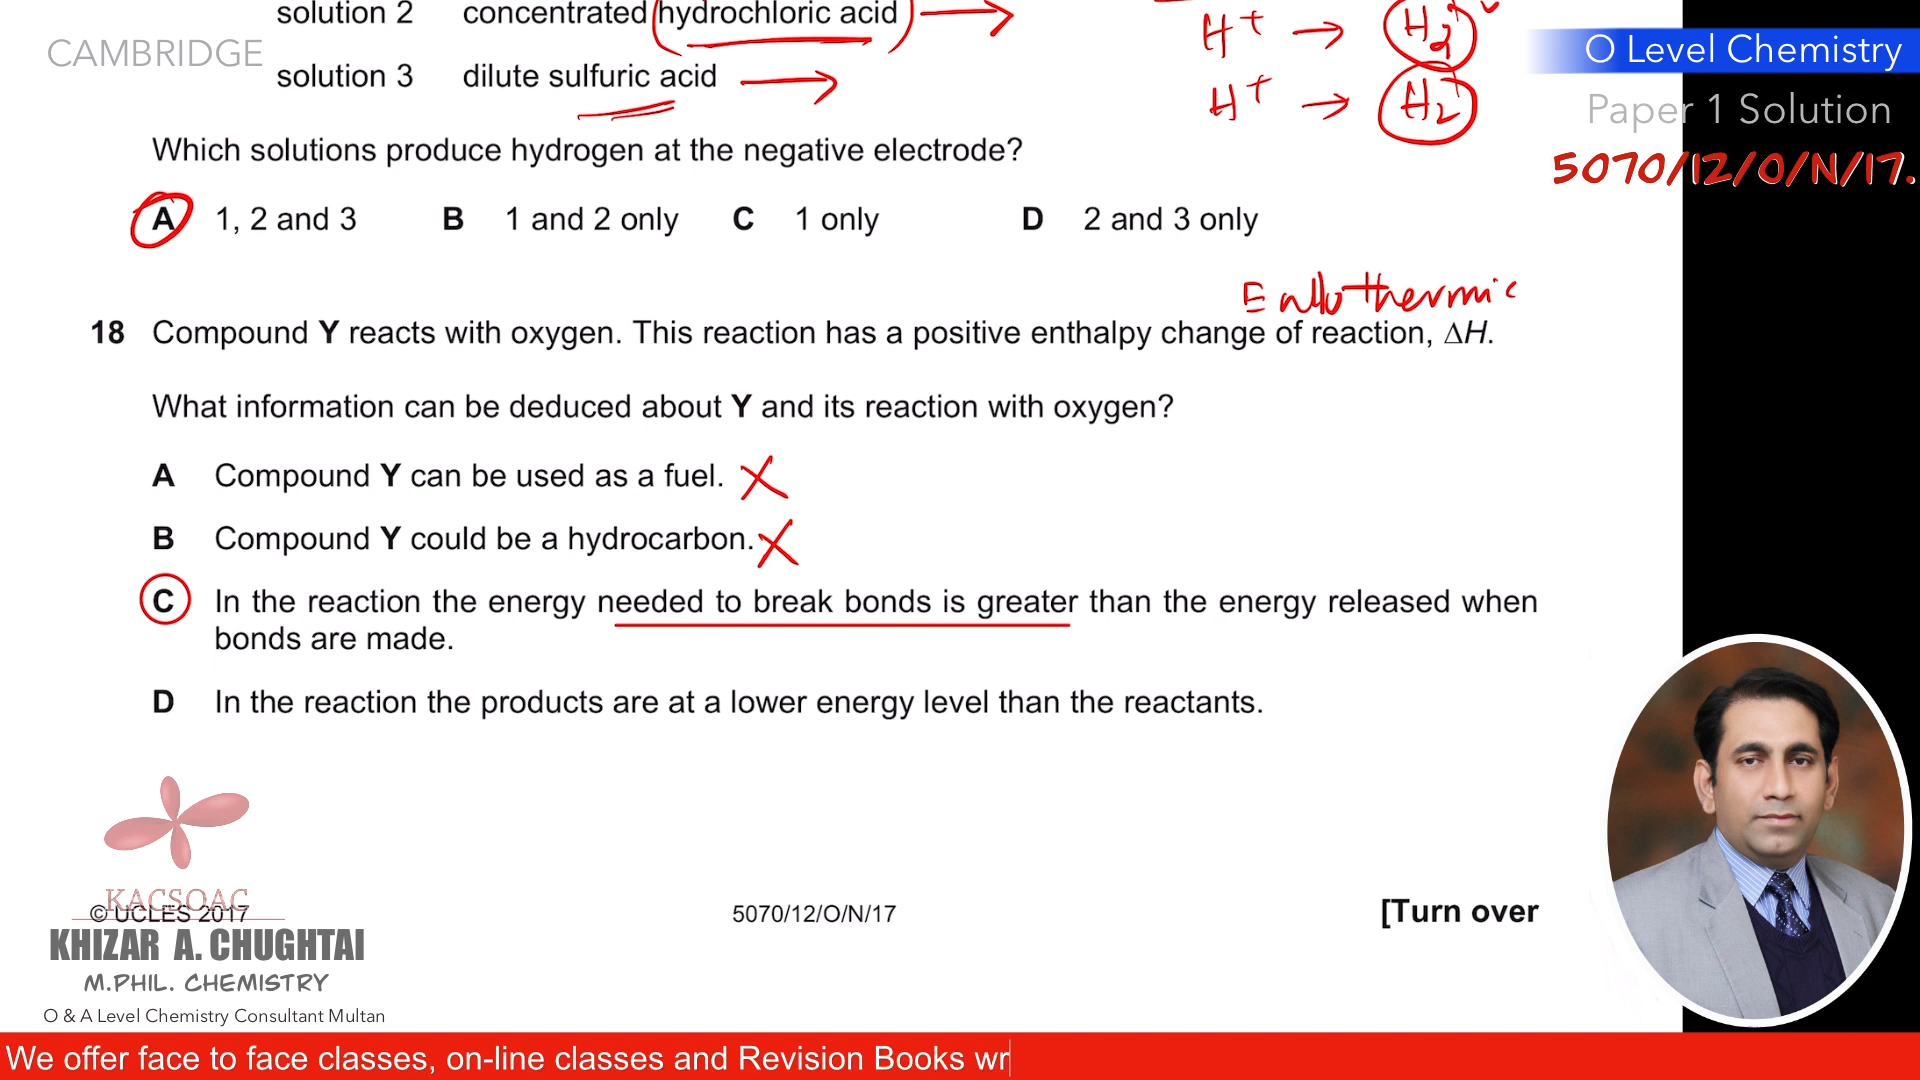 solution 2 concentrated hydrochloric acid
H⁺ → H₂↑
CAMBRIDGE
O Level Chemistry
solution 3 dilute sulfuric acid
H⁺ → H₂↑
Paper 1 Solution
Which solutions produce hydrogen at the negative electrode?
5070/12/O/N/17.
A 1, 2 and 3 B 1 and 2 only C 1 only D 2 and 3 only
Endothermic
18 Compound Y reacts with oxygen. This reaction has a positive enthalpy change of reaction, ΔH.
What information can be deduced about Y and its reaction with oxygen?
A Compound Y can be used as a fuel. X
B Compound Y could be a hydrocarbon. X
C In the reaction the energy needed to break bonds is greater than the energy released when
bonds are made.
D In the reaction the products are at a lower energy level than the reactants.
KACSOAC
© UCLES 2017
5070/12/O/N/17
[Turn over
KHIZAR A. CHUGHTAI
M.PHIL. CHEMISTRY
O & A Level Chemistry Consultant Multan
We offer face to face classes, on-line classes and Revision Books wr